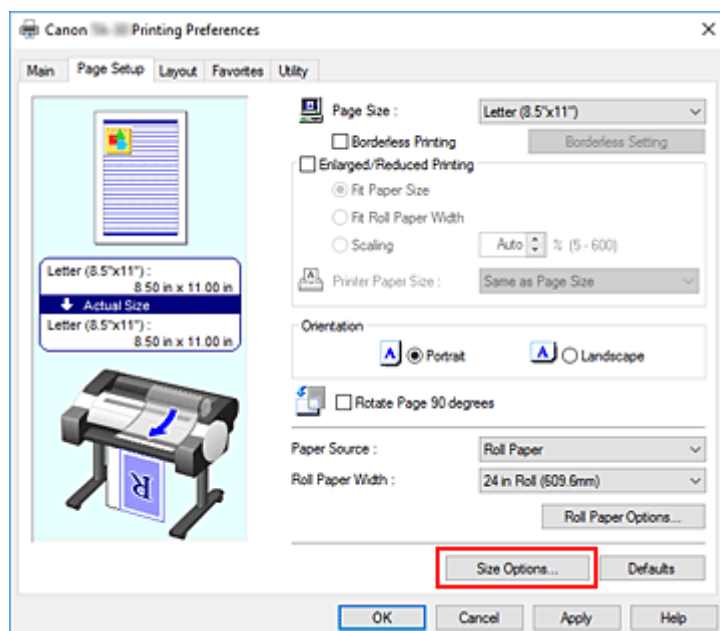 Canon Printing Preferences
Main Page Setup Layout Favorites Utility
Page Size : Letter (8.5"x11")
Borderless Printing Borderless Setting
Enlarged/Reduced Printing
Fit Paper Size
Fit Roll Paper Width
Scaling Auto % (5 - 600)
Printer Paper Size : Same as Page Size
Letter (8.5"x11") :
8.50 in x 11.00 in
Actual Size
Letter (8.5"x11") :
8.50 in x 11.00 in
Orientation
A Portrait A Landscape
Rotate Page 90 degrees
Paper Source : Roll Paper
Roll Paper Width : 24 in Roll (609.6mm)
Roll Paper Options...
R
Size Options... Defaults
OK Cancel Apply Help